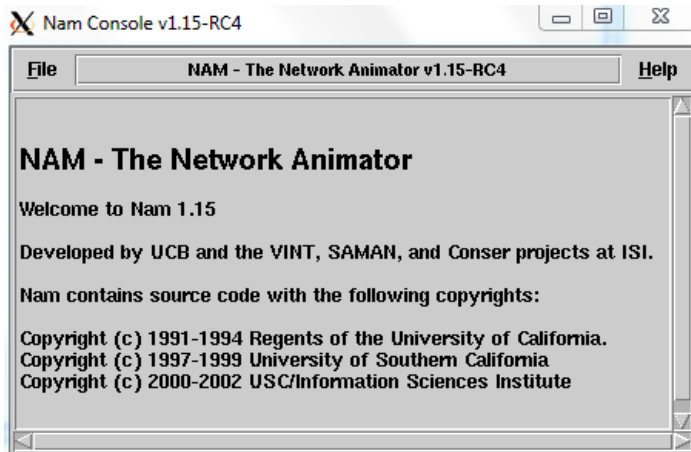 Nam Console v1.15-RC4
File NAM - The Network Animator v1.15-RC4 Help
NAM - The Network Animator
Welcome to Nam 1.15
Developed by UCB and the VINT, SAMAN, and Conser projects at ISI.
Nam contains source code with the following copyrights:
Copyright (c) 1991-1994 Regents of the University of California.
Copyright (c) 1997-1999 University of Southern California
Copyright (c) 2000-2002 USC/Information Sciences Institute